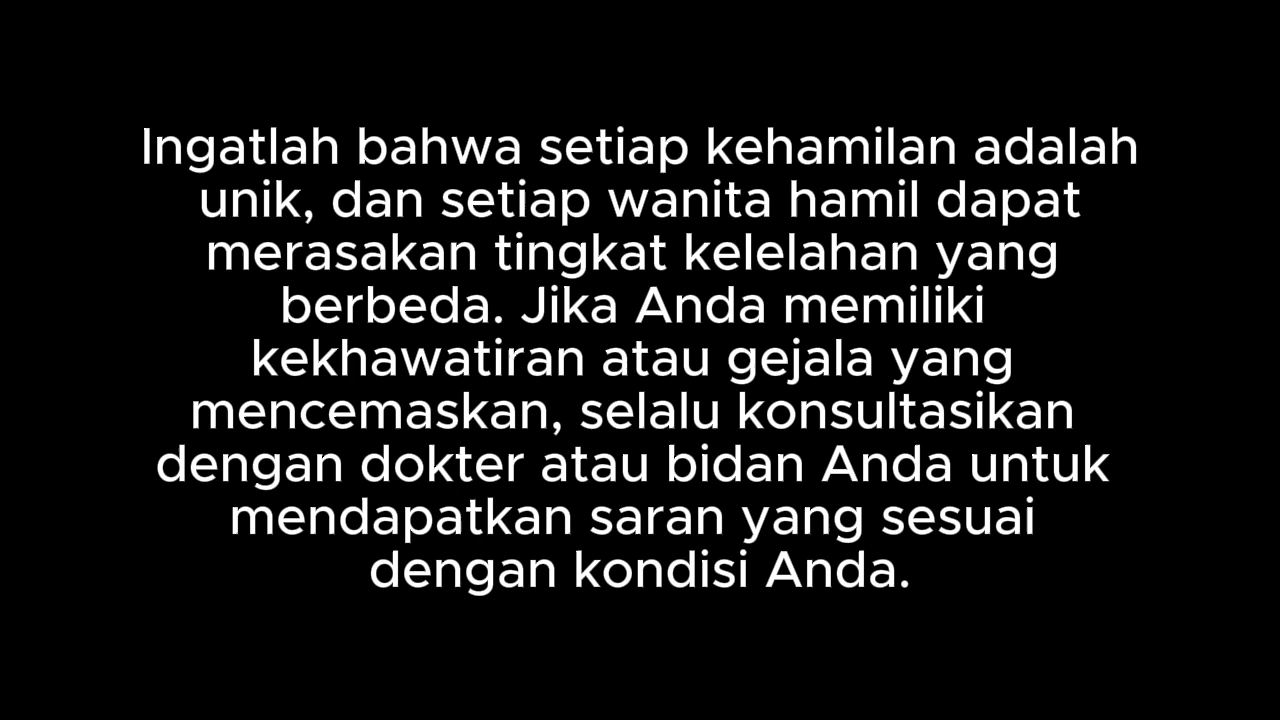 Ingatlah bahwa setiap kehamilan adalah
unik, dan setiap wanita hamil dapat
merasakan tingkat kelelahan yang
berbeda. Jika Anda memiliki
kekhawatiran atau gejala yang
mencemaskan, selalu konsultasikan
dengan dokter atau bidan Anda untuk
mendapatkan saran yang sesuai
dengan kondisi Anda.